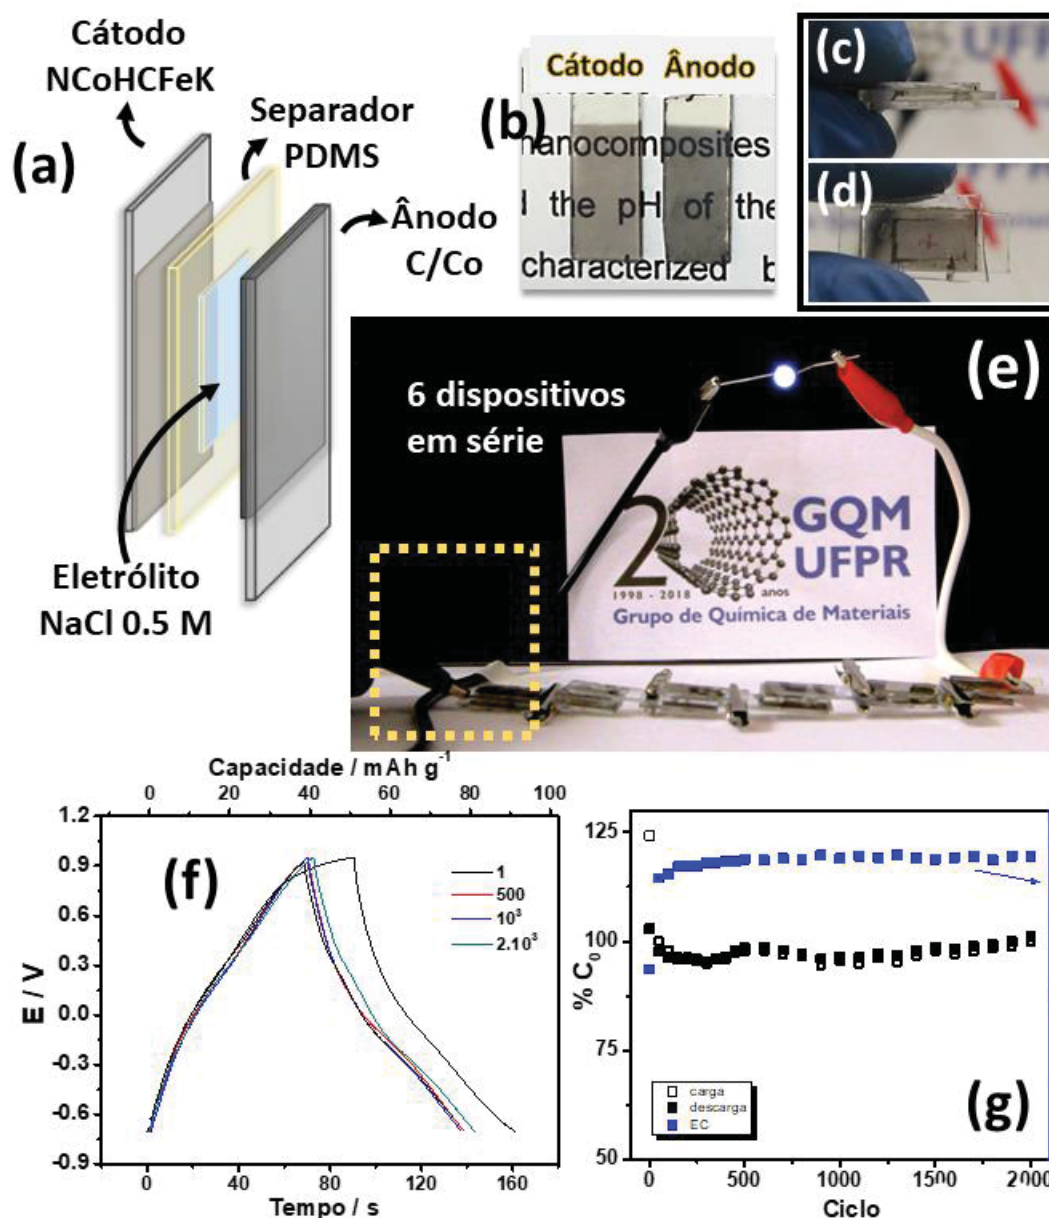 (a)
Cátodo
NCoHCFeK
Separador
PDMS
Ânodo
C/Co
Eletrólito
NaCl 0.5 M
(b)
Cátodo Ânodo
nanocomposites
the pH of the
characterized b
(c)
UFPR
(d)
(e)
6 dispositivos
em série
20
GQM
UFPR
1998 - 2018 anos
Grupo de Química de Materiais
Capacidade / mAh g⁻¹
0 20 40 60 80 100
(f)
1.2
0.9
0.6
0.3
0.0
-0.3
-0.6
-0.9
E / V
1
500
10³
2.10³
0 40 80 120 160
Tempo / s
125
100
75
50
% C₀
carga
descarga
EC
(g)
0 500 1000 1500 2000
Ciclo